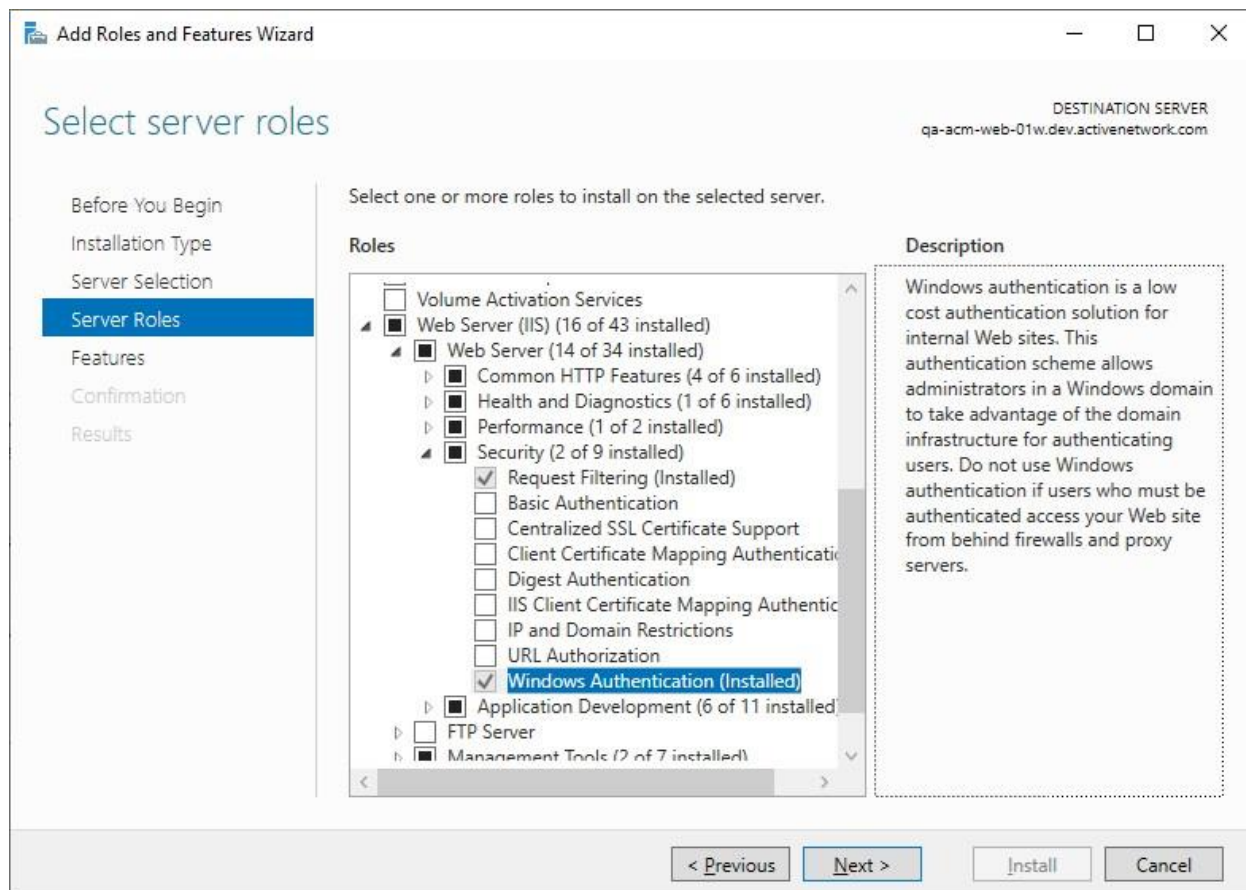 Add Roles and Features Wizard
Select server roles
DESTINATION SERVER
qa-acm-web-01w.dev.activenetwork.com
Before You Begin
Installation Type
Server Selection
Server Roles
Features
Confirmation
Results
Select one or more roles to install on the selected server.
Roles
Volume Activation Services
Web Server (IIS) (16 of 43 installed)
Web Server (14 of 34 installed)
Common HTTP Features (4 of 6 installed)
Health and Diagnostics (1 of 6 installed)
Performance (1 of 2 installed)
Security (2 of 9 installed)
Request Filtering (Installed)
Basic Authentication
Centralized SSL Certificate Support
Client Certificate Mapping Authenticatic
Digest Authentication
IIS Client Certificate Mapping Authentic
IP and Domain Restrictions
URL Authorization
Windows Authentication (Installed)
Application Development (6 of 11 installed
FTP Server
Management Tools (2 of 7 installed)
Description
Windows authentication is a low
cost authentication solution for
internal Web sites. This
authentication scheme allows
administrators in a Windows domain
to take advantage of the domain
infrastructure for authenticating
users. Do not use Windows
authentication if users who must be
authenticated access your Web site
from behind firewalls and proxy
servers.
< Previous
Next >
Install
Cancel